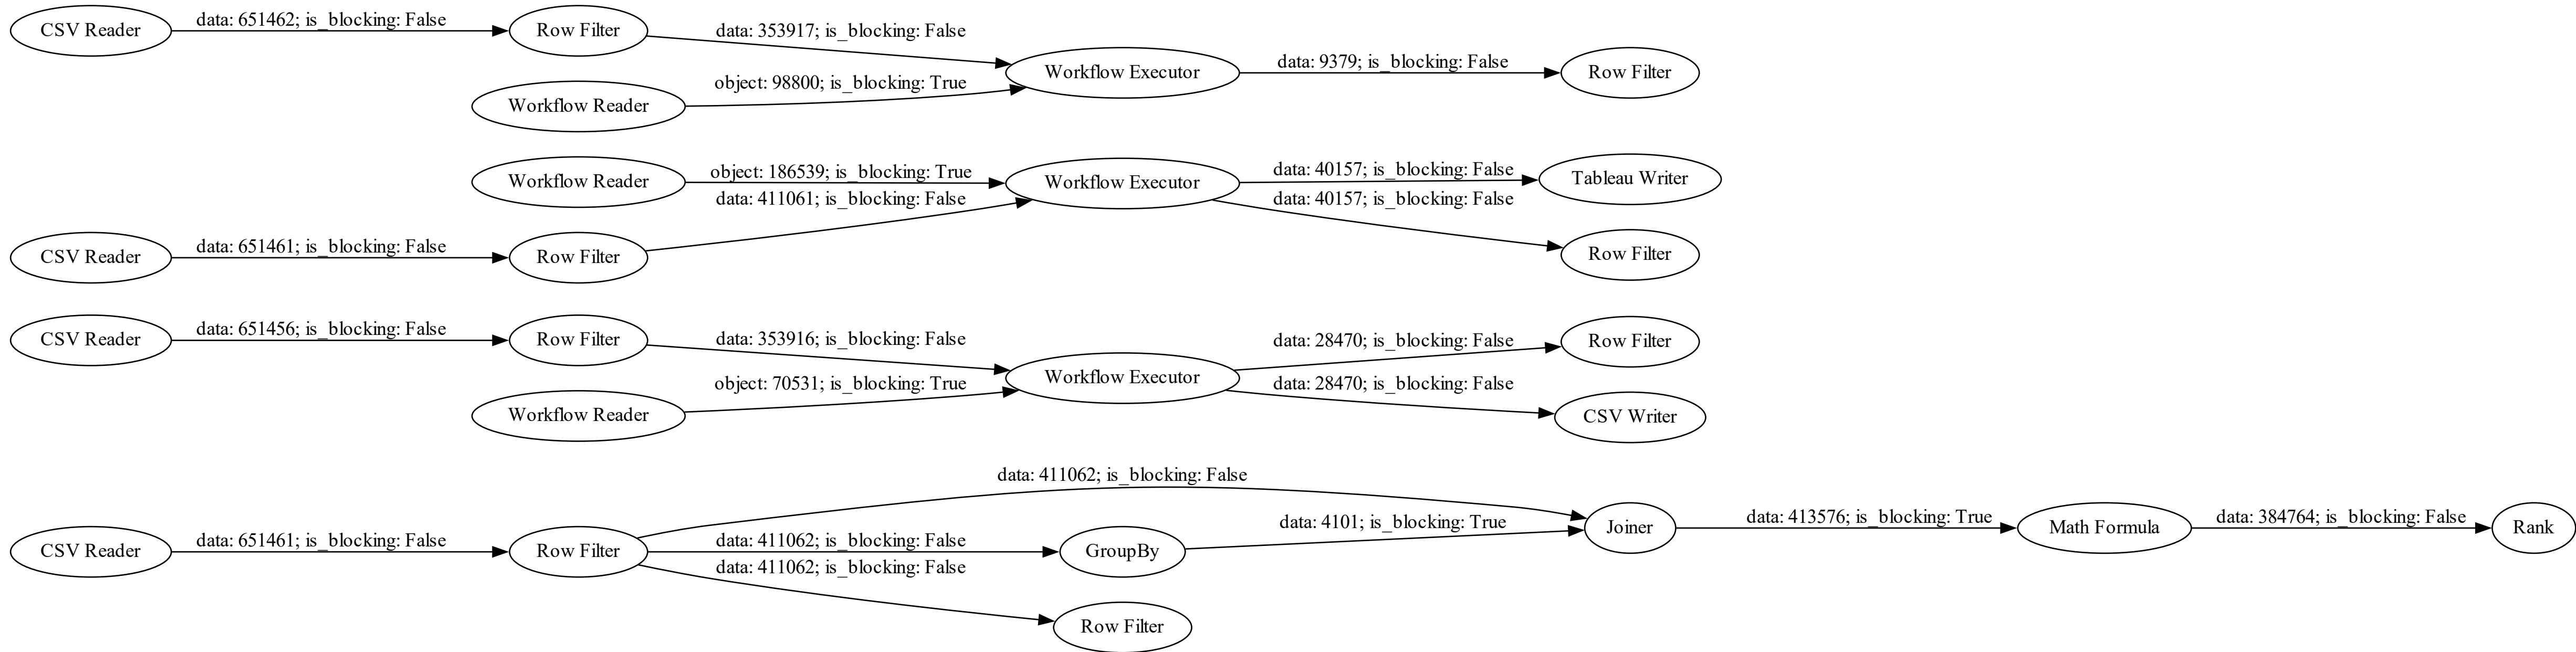 CSV Reader
data: 651462; is_blocking: False
Row Filter
data: 353917; is_blocking: False
Workflow Reader
object: 98800; is_blocking: True
Workflow Executor
data: 9379; is_blocking: False
Row Filter
Workflow Reader
object: 186539; is_blocking: True
CSV Reader
data: 651461; is_blocking: False
Row Filter
data: 411061; is_blocking: False
Workflow Executor
data: 40157; is_blocking: False
Tableau Writer
data: 40157; is_blocking: False
Row Filter
CSV Reader
data: 651456; is_blocking: False
Row Filter
data: 353916; is_blocking: False
Workflow Reader
object: 70531; is_blocking: True
Workflow Executor
data: 28470; is_blocking: False
Row Filter
data: 28470; is_blocking: False
CSV Writer
CSV Reader
data: 651461; is_blocking: False
Row Filter
data: 411062; is_blocking: False
data: 411062; is_blocking: False
GroupBy
data: 4101; is_blocking: True
data: 411062; is_blocking: False
Row Filter
Joiner
data: 413576; is_blocking: True
Math Formula
data: 384764; is_blocking: False
Rank